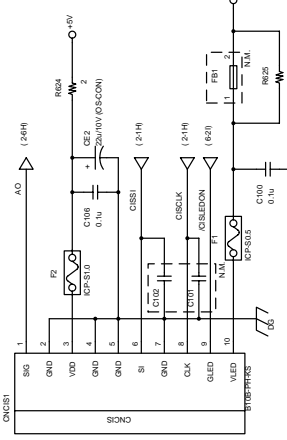 CNCIS1
CNCIS
B10B-PH-KS
SIG 1
GND 2
VDD 3
GND 4
GND 5
SI 6
GND 7
CLK 8
GLED 9
VLED 10
AO
( 2-6H)
+5V
R624
2
F2
ICP-S1.0
C106
0.1u
+
CE2
22u/10V (OS-CON)
CISSI
( 2-1H)
CISCLK
( 2-1H)
/CISLEDON
( 6-2I)
C102
C101
N.M.
F1
ICP-S0.5
C100
0.1u
FB1
1 2
N.M.
R625
DG